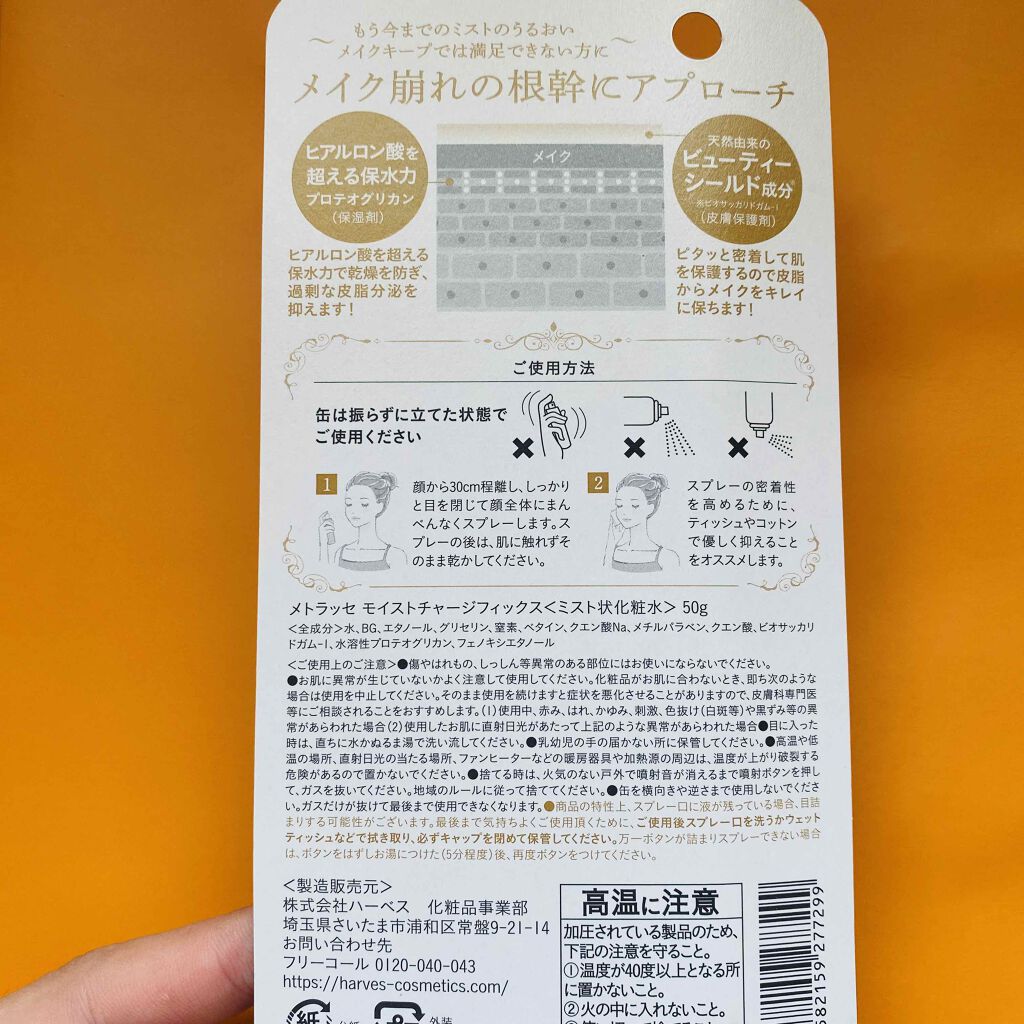 もう今までのミストのうるおい
メイクキープでは満足できない方に
メイク崩れの根幹にアプローチ
ヒアルロン酸を
超える保水力
プロテオグリカン
(保湿剤)
メイク
天然由来の
ビューティー
シールド成分※
※ビオサッカリドガム-1
(皮膚保護剤)
ヒアルロン酸を超える
保水力で乾燥を防ぎ、
過剰な皮脂分泌を
抑えます!
ピタッと密着して肌
を保護するので皮脂
からメイクをキレイ
に保ちます!
ご使用方法
缶は振らずに立てた状態で
ご使用ください
1
顔から30cm程離し、しっかり
と目を閉じて顔全体にまん
べんなくスプレーします。ス
プレーの後は、肌に触れずそ
のまま乾かしてください。
2
スプレーの密着性
を高めるために、
ティッシュやコットン
で優しく抑えること
をオススメします。
メトラッセ モイストチャージフィックス<ミスト状化粧水> 50g
<全成分>水、BG、エタノール、グリセリン、窒素、ベタイン、クエン酸Na、メチルパラベン、クエン酸、ビオサッカリ
ドガム-1、水溶性プロテオグリカン、フェノキシエタノール
<ご使用上のご注意>●傷やはれもの、しっしん等異常のある部位にはお使いにならないでください。
●お肌に異常が生じていないかよく注意して使用してください。化粧品がお肌に合わないとき、即ち次のような
場合は使用を中止してください。そのまま使用を続けますと症状を悪化させることがありますので、皮膚科専門医
等にご相談されることをおすすめします。(1)使用中、赤み、はれ、かゆみ、刺激、色抜け(白斑等)や黒ずみ等の異
常があらわれた場合(2)使用したお肌に直射日光があたって上記のような異常があらわれた場合●目に入った
時は、直ちに水かぬるま湯で洗い流してください。●乳幼児の手の届かない所に保管してください。●高温や低
温の場所、直射日光の当たる場所、ファンヒーターなどの暖房器具や加熱源の周辺は、温度が上がり破裂する
危険があるので置かないでください。●捨てる時は、火気のない戸外で噴射音が消えるまで噴射ボタンを押し
て、ガスを抜いてください。地域のルールに従って捨ててください。●缶を横向きや逆さまで使用しないでくださ
い。ガスだけが抜けて最後まで使用できなくなります。●商品の特性上、スプレー口に液が残っている場合、目詰
まりする可能性がございます。最後まで気持ちよくご使用頂くために、ご使用後スプレー口を洗うかウェット
ティッシュなどで拭き取り、必ずキャップを閉めて保管してください。万一ボタンが詰まりスプレーできない場合
は、ボタンをはずしお湯につけた(5分程度)後、再度ボタンをつけてください。
<製造販売元>
株式会社ハーベス 化粧品事業部
埼玉県さいたま市浦和区常盤9-21-14
お問い合わせ先
フリーコール 0120-040-043
https://harves-cosmetics.com/
紙
外装
高温に注意
加圧されている製品のため、
下記の注意を守ること。
①温度が40度以上となる所
に置かないこと。
②火の中に入れないこと。
582159277299